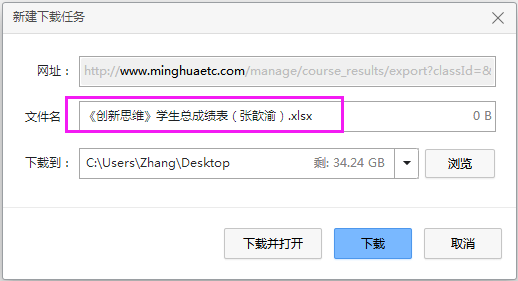 新建下载任务
网址： http://www.minghuaetc.com/manage/course_results/export?classId=&
文件名 《创新思维》学生总成绩表（张歆渝）.xlsx 0 B
下载到： C:\Users\Zhang\Desktop 剩: 34.24 GB 浏览
下载并打开 下载 取消